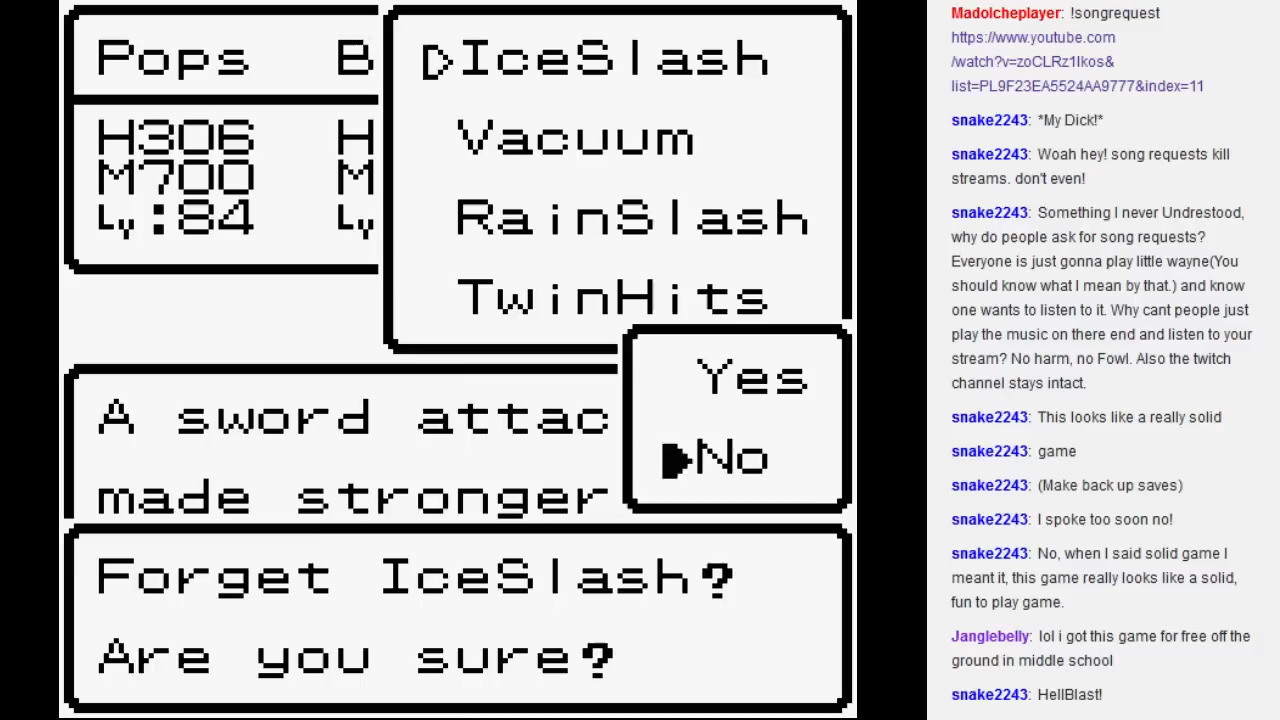 Pops B
▷IceSlash
Vacuum
RainSlash
TwinHits
H306 H
M700 M
Lv:84 Lv
Yes
▶No
A sword attac
made stronger
Forget IceSlash?
Are you sure?
Madolcheplayer: !songrequest
https://www.youtube.com
/watch?v=zoCLRz1lkos&
list=PL9F23EA5524AA9777&index=11
snake2243: *My Dick!*
snake2243: Woah hey! song requests kill
streams. don't even!
snake2243: Something I never Undrestood,
why do people ask for song requests?
Everyone is just gonna play little wayne(You
should know what I mean by that.) and know
one wants to listen to it. Why cant people just
play the music on there end and listen to your
stream? No harm, no Fowl. Also the twitch
channel stays intact.
snake2243: This looks like a really solid
snake2243: game
snake2243: (Make back up saves)
snake2243: I spoke too soon no!
snake2243: No, when I said solid game I
meant it, this game really looks like a solid,
fun to play game.
Janglebelly: lol i got this game for free off the
ground in middle school
snake2243: HellBlast!